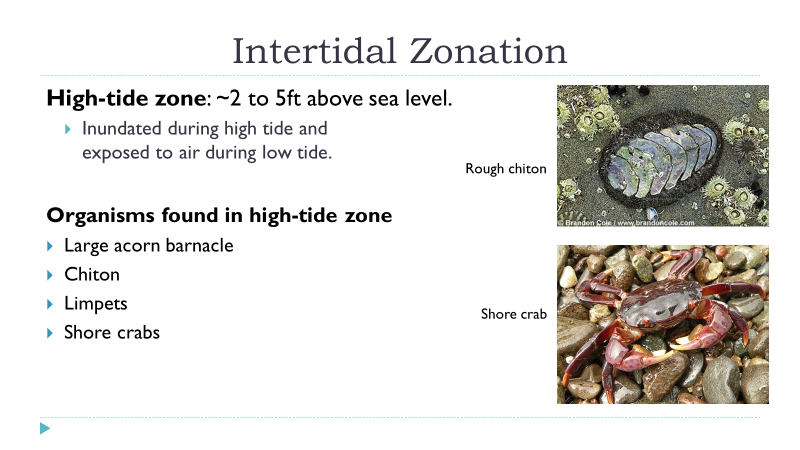 Intertidal Zonation
High-tide zone: ~2 to 5ft above sea level.
Inundated during high tide and
exposed to air during low tide.
Rough chiton
© Brandon Cole / www.brandoncole.com
Organisms found in high-tide zone
Large acorn barnacle
Chiton
Limpets
Shore crabs
Shore crab